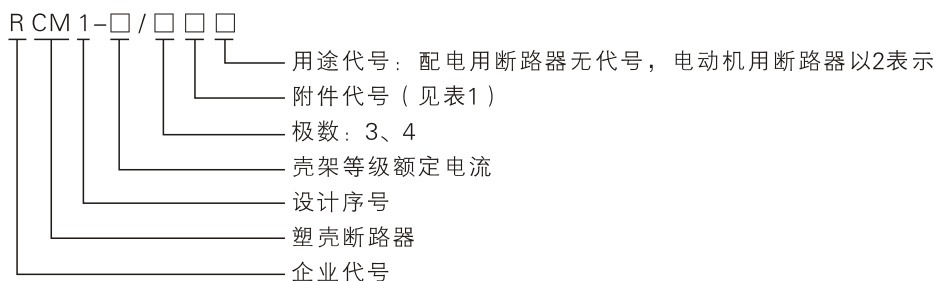 RCM1-□/□□□
用途代号：配电用断路器无代号，电动机用断路器以2表示
附件代号（见表1）
极数：3、4
壳架等级额定电流
设计序号
塑壳断路器
企业代号